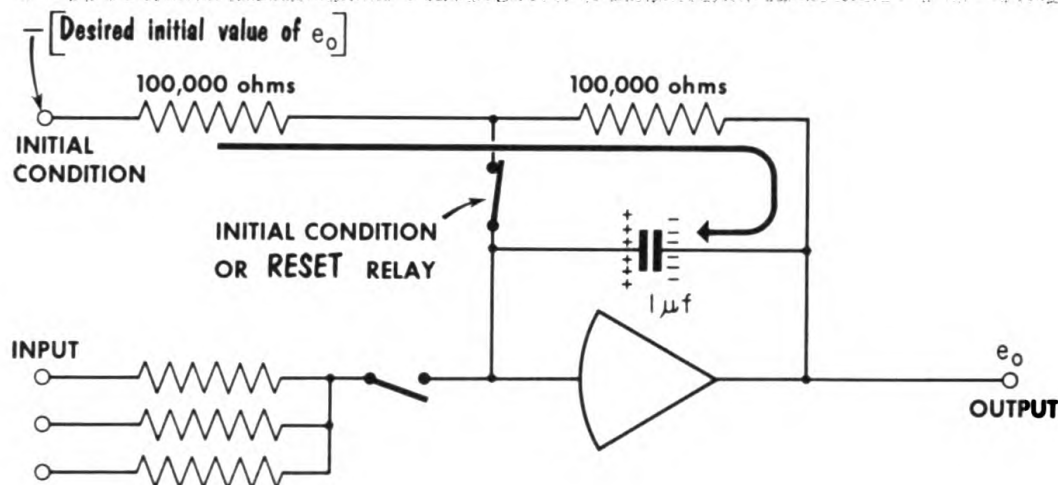 — [Desired initial value of e₀]
100,000 ohms
100,000 ohms
INITIAL
CONDITION
INITIAL CONDITION
OR RESET RELAY
+ + + + + +
− − − − − −
1 μf
INPUT
e₀
OUTPUT